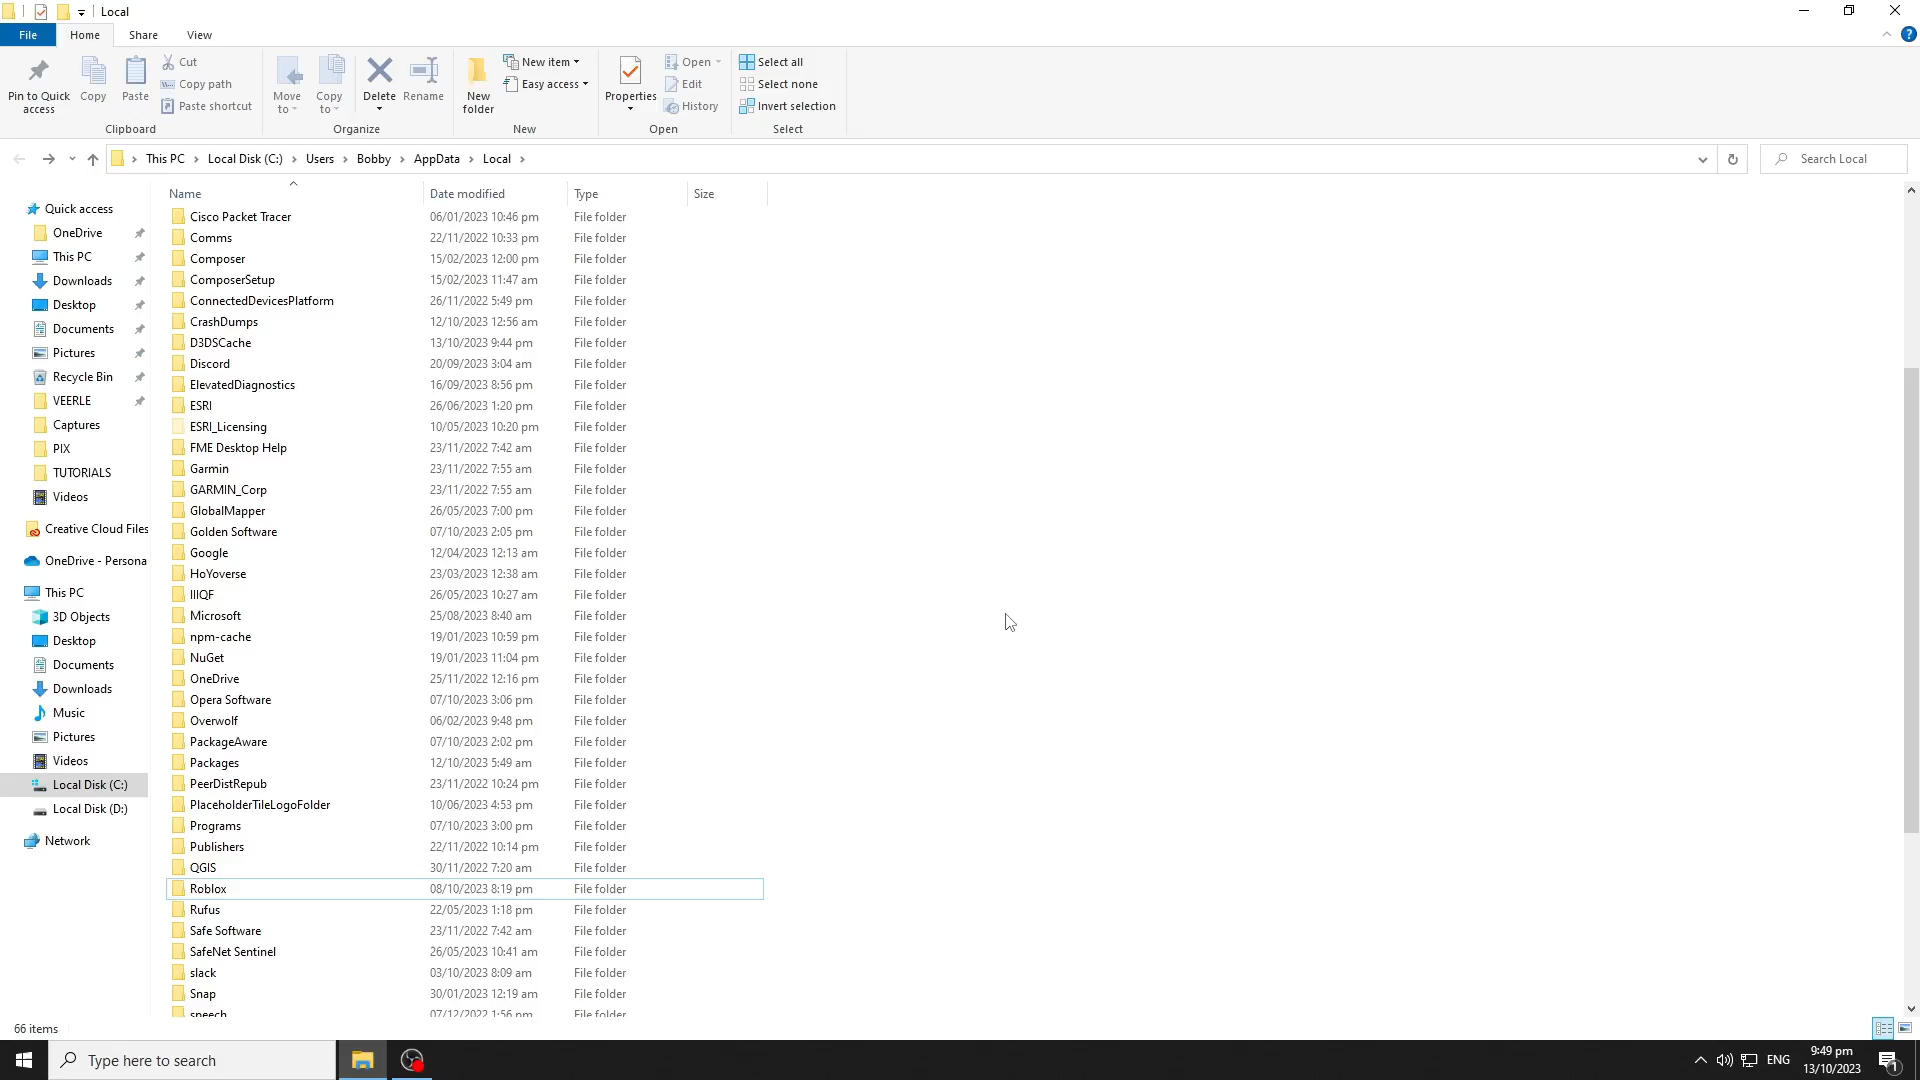 Local
File Home Share View
Pin to Quick access
Copy
Paste
Cut
Copy path
Paste shortcut
Clipboard
Move to
Copy to
Delete
Rename
Organize
New folder
New item
Easy access
New
Properties
Open
Edit
History
Open
Select all
Select none
Invert selection
Select
This PC > Local Disk (C:) > Users > Bobby > AppData > Local >
Search Local
Quick access
OneDrive
This PC
Downloads
Desktop
Documents
Pictures
Recycle Bin
VEERLE
Captures
PIX
TUTORIALS
Videos
Creative Cloud Files
OneDrive - Persona
This PC
3D Objects
Desktop
Documents
Downloads
Music
Pictures
Videos
Local Disk (C:)
Local Disk (D:)
Network
Name Date modified Type Size
Cisco Packet Tracer 06/01/2023 10:46 pm File folder
Comms 22/11/2022 10:33 pm File folder
Composer 15/02/2023 12:00 pm File folder
ComposerSetup 15/02/2023 11:47 am File folder
ConnectedDevicesPlatform 26/11/2022 5:49 pm File folder
CrashDumps 12/10/2023 12:56 am File folder
D3DSCache 13/10/2023 9:44 pm File folder
Discord 20/09/2023 3:04 am File folder
ElevatedDiagnostics 16/09/2023 8:56 pm File folder
ESRI 26/06/2023 1:20 pm File folder
ESRI_Licensing 10/05/2023 10:20 pm File folder
FME Desktop Help 23/11/2022 7:42 am File folder
Garmin 23/11/2022 7:55 am File folder
GARMIN_Corp 23/11/2022 7:55 am File folder
GlobalMapper 26/05/2023 7:00 pm File folder
Golden Software 07/10/2023 2:05 pm File folder
Google 12/04/2023 12:13 am File folder
HoYoverse 23/03/2023 12:38 am File folder
IIIQF 26/05/2023 10:27 am File folder
Microsoft 25/08/2023 8:40 am File folder
npm-cache 19/01/2023 10:59 pm File folder
NuGet 19/01/2023 11:04 pm File folder
OneDrive 25/11/2022 12:16 pm File folder
Opera Software 07/10/2023 3:06 pm File folder
Overwolf 06/02/2023 9:48 pm File folder
PackageAware 07/10/2023 2:02 pm File folder
Packages 12/10/2023 5:49 am File folder
PeerDistRepub 23/11/2022 10:24 pm File folder
PlaceholderTileLogoFolder 10/06/2023 4:53 pm File folder
Programs 07/10/2023 3:00 pm File folder
Publishers 22/11/2022 10:14 pm File folder
QGIS 30/11/2022 7:20 am File folder
Roblox 08/10/2023 8:19 pm File folder
Rufus 22/05/2023 1:18 pm File folder
Safe Software 23/11/2022 7:42 am File folder
SafeNet Sentinel 26/05/2023 10:41 am File folder
slack 03/10/2023 8:09 am File folder
Snap 30/01/2023 12:19 am File folder
speech 07/12/2022 1:56 pm File folder
66 items
Type here to search
ENG
9:49 pm
13/10/2023
1